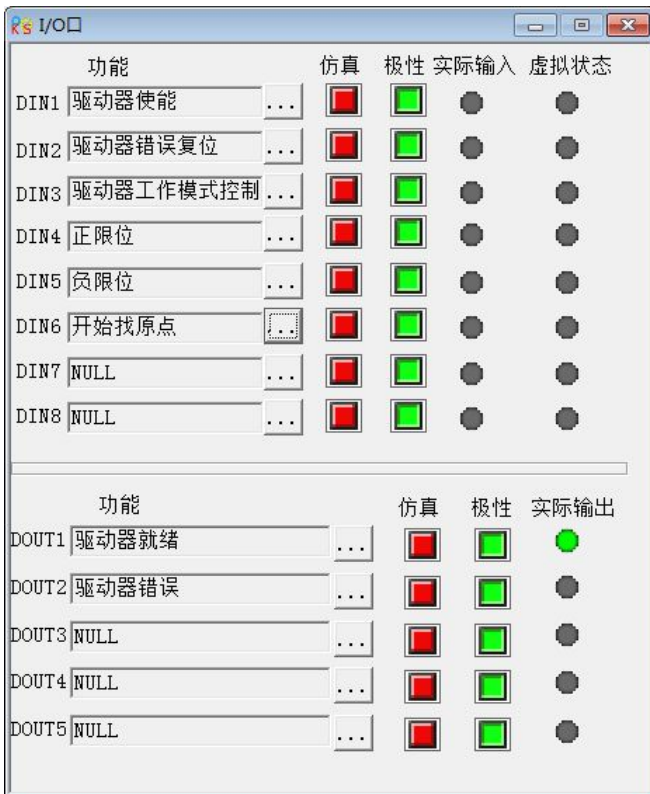 I/O口
功能 仿真 极性 实际输入 虚拟状态
DIN1 驱动器使能 ...
DIN2 驱动器错误复位 ...
DIN3 驱动器工作模式控制 ...
DIN4 正限位 ...
DIN5 负限位 ...
DIN6 开始找原点 ...
DIN7 NULL ...
DIN8 NULL ...
功能 仿真 极性 实际输出
DOUT1 驱动器就绪 ...
DOUT2 驱动器错误 ...
DOUT3 NULL ...
DOUT4 NULL ...
DOUT5 NULL ...